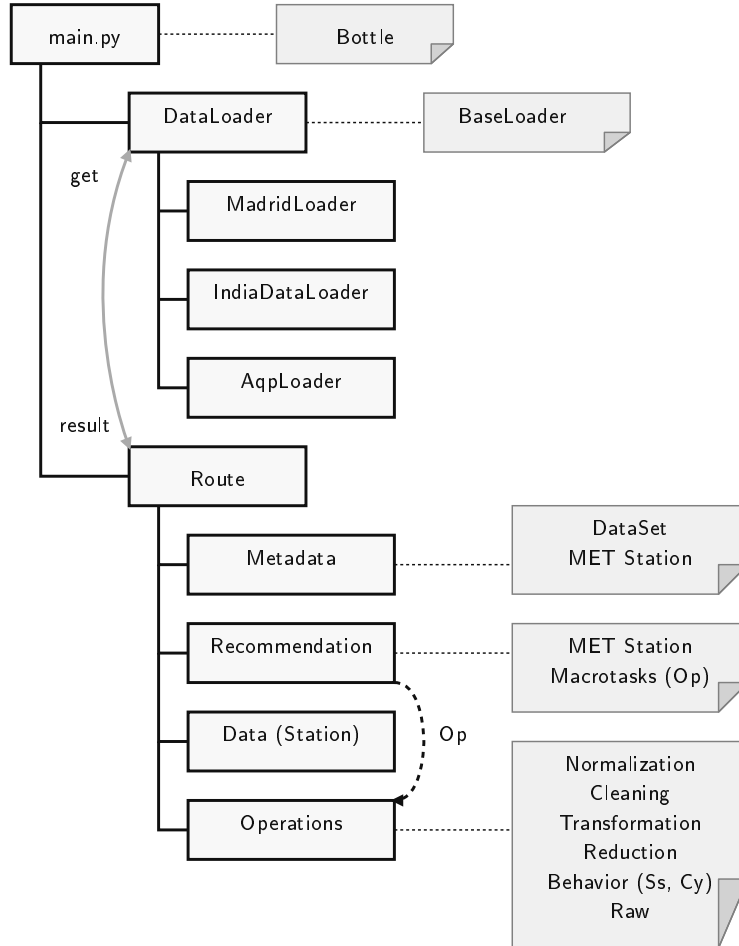 main.py
Bottle
DataLoader
BaseLoader
get
MadridLoader
IndiaDataLoader
AqpLoader
result
Route
Metadata
DataSet
MET Station
Recommendation
MET Station
Macrotasks (Op)
Data (Station)
Op
Operations
Normalization
Cleaning
Transformation
Reduction
Behavior (Ss, Cy)
Raw